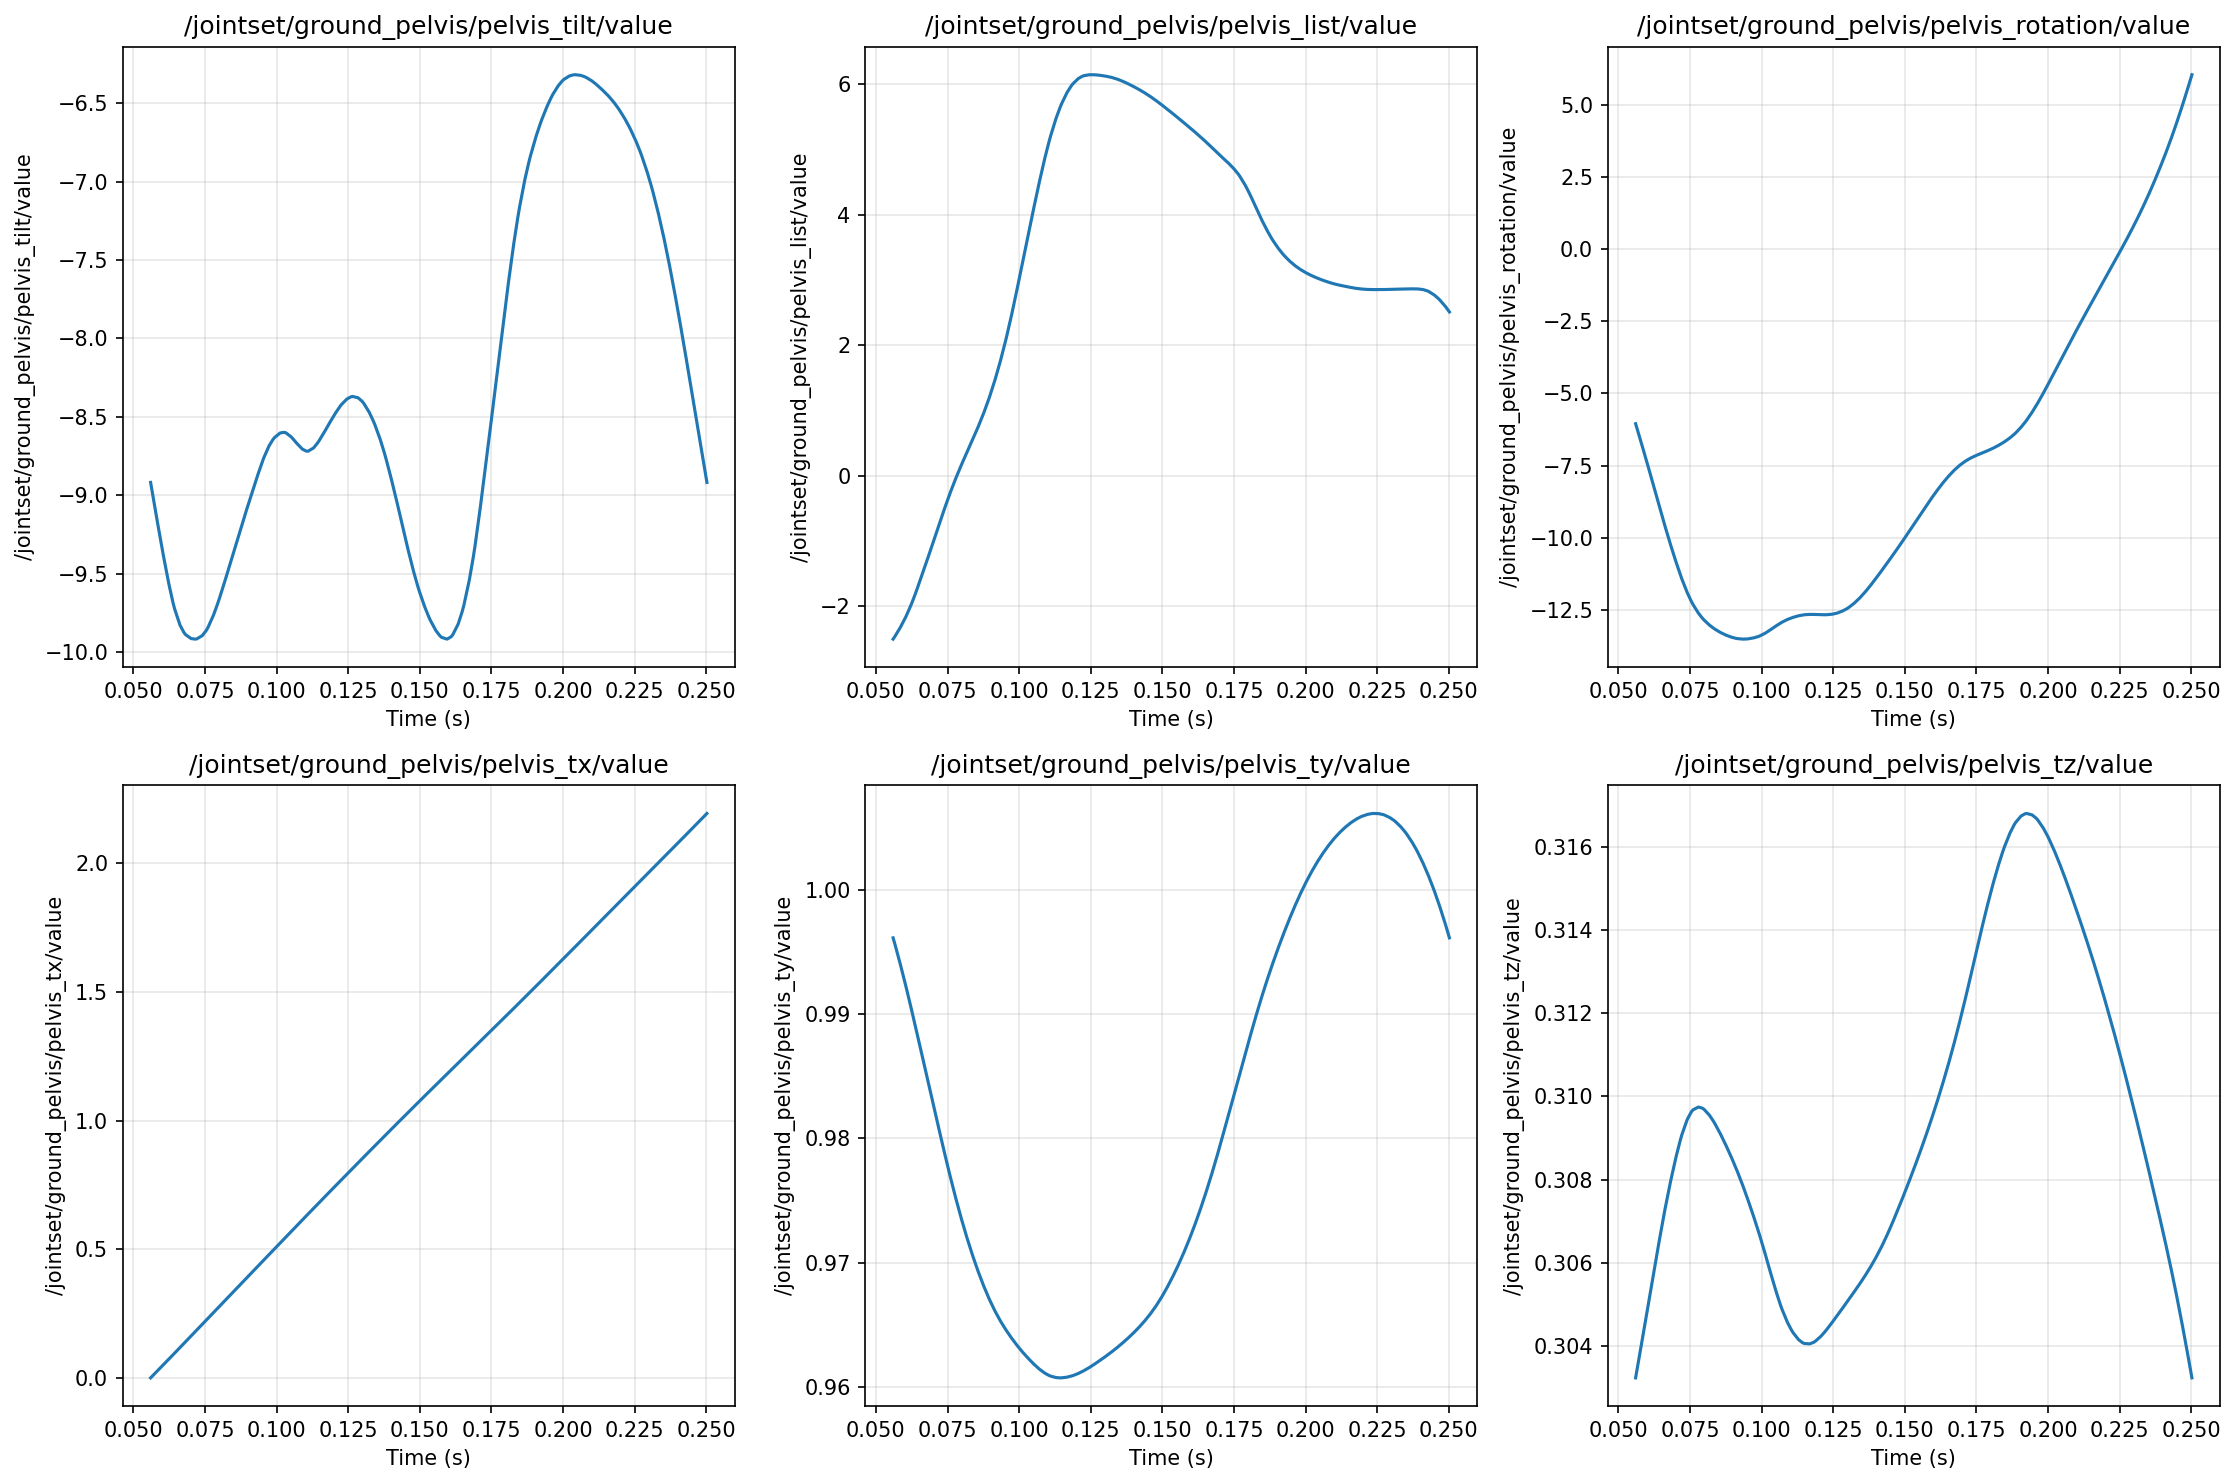 /jointset/ground_pelvis/pelvis_tilt/value
/jointset/ground_pelvis/pelvis_tilt/value
−6.5
−7.0
−7.5
−8.0
−8.5
−9.0
−9.5
−10.0
0.050 0.075 0.100 0.125 0.150 0.175 0.200 0.225 0.250
Time (s)
/jointset/ground_pelvis/pelvis_list/value
/jointset/ground_pelvis/pelvis_list/value
6
4
2
0
−2
0.050 0.075 0.100 0.125 0.150 0.175 0.200 0.225 0.250
Time (s)
/jointset/ground_pelvis/pelvis_rotation/value
/jointset/ground_pelvis/pelvis_rotation/value
5.0
2.5
0.0
−2.5
−5.0
−7.5
−10.0
−12.5
0.050 0.075 0.100 0.125 0.150 0.175 0.200 0.225 0.250
Time (s)
/jointset/ground_pelvis/pelvis_tx/value
/jointset/ground_pelvis/pelvis_tx/value
2.0
1.5
1.0
0.5
0.0
0.050 0.075 0.100 0.125 0.150 0.175 0.200 0.225 0.250
Time (s)
/jointset/ground_pelvis/pelvis_ty/value
/jointset/ground_pelvis/pelvis_ty/value
1.00
0.99
0.98
0.97
0.96
0.050 0.075 0.100 0.125 0.150 0.175 0.200 0.225 0.250
Time (s)
/jointset/ground_pelvis/pelvis_tz/value
/jointset/ground_pelvis/pelvis_tz/value
0.316
0.314
0.312
0.310
0.308
0.306
0.304
0.050 0.075 0.100 0.125 0.150 0.175 0.200 0.225 0.250
Time (s)